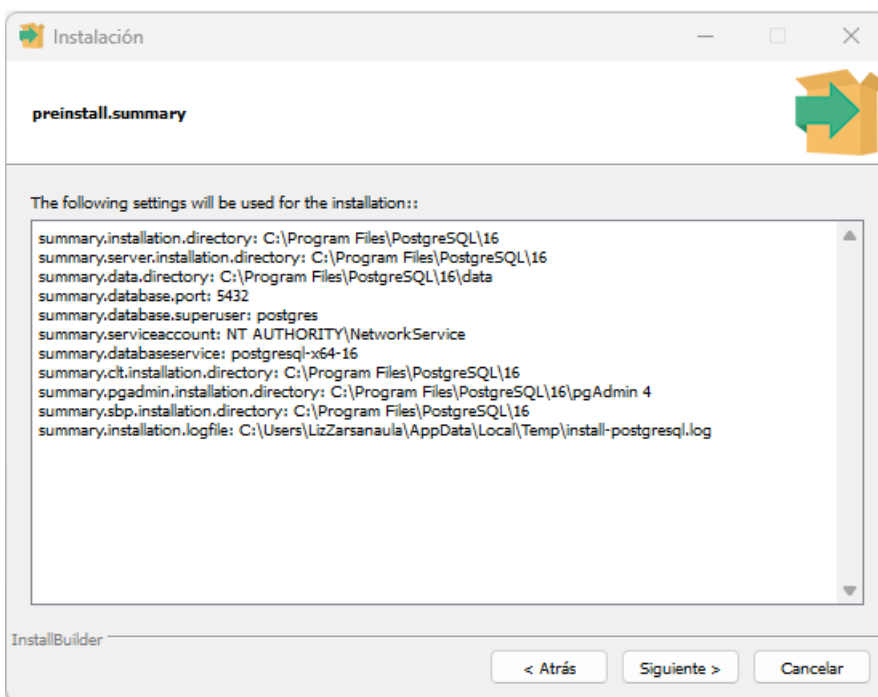 Instalación
preinstall.summary
The following settings will be used for the installation::
summary.installation.directory: C:\Program Files\PostgreSQL\16
summary.server.installation.directory: C:\Program Files\PostgreSQL\16
summary.data.directory: C:\Program Files\PostgreSQL\16\data
summary.database.port: 5432
summary.database.superuser: postgres
summary.serviceaccount: NT AUTHORITY\NetworkService
summary.databaseservice: postgresql-x64-16
summary.clt.installation.directory: C:\Program Files\PostgreSQL\16
summary.pgadmin.installation.directory: C:\Program Files\PostgreSQL\16\pgAdmin 4
summary.sbp.installation.directory: C:\Program Files\PostgreSQL\16
summary.installation.logfile: C:\Users\LizZarsanaula\AppData\Local\Temp\install-postgresql.log
InstallBuilder
< Atrás Siguiente > Cancelar